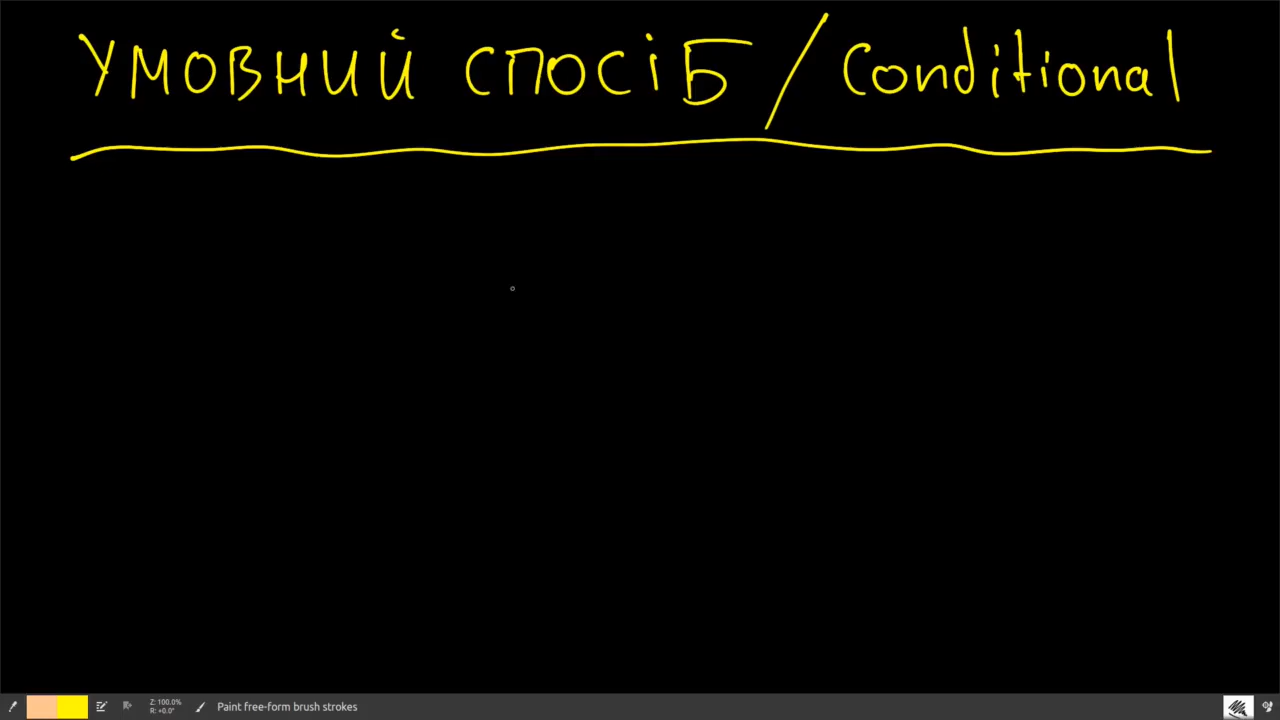 УМОВНИЙ СПОСІБ / Conditional
Z: 100.0%
R: +0.0° Paint free-form brush strokes